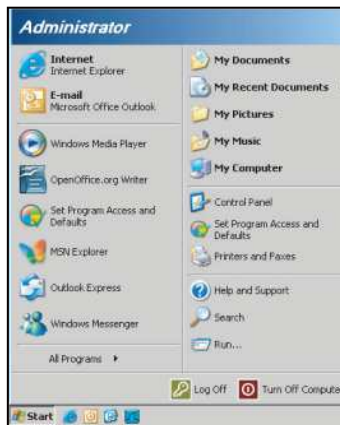 Administrator
Internet
Internet Explorer
E-mail
Microsoft Office Outlook
Windows Media Player
OpenOffice.org Writer
Set Program Access and
Defaults
MSN Explorer
Outlook Express
Windows Messenger
All Programs
My Documents
My Recent Documents
My Pictures
My Music
My Computer
Control Panel
Set Program Access and
Defaults
Printers and Faxes
Help and Support
Search
Run...
Log Off
Turn Off Compute
Start